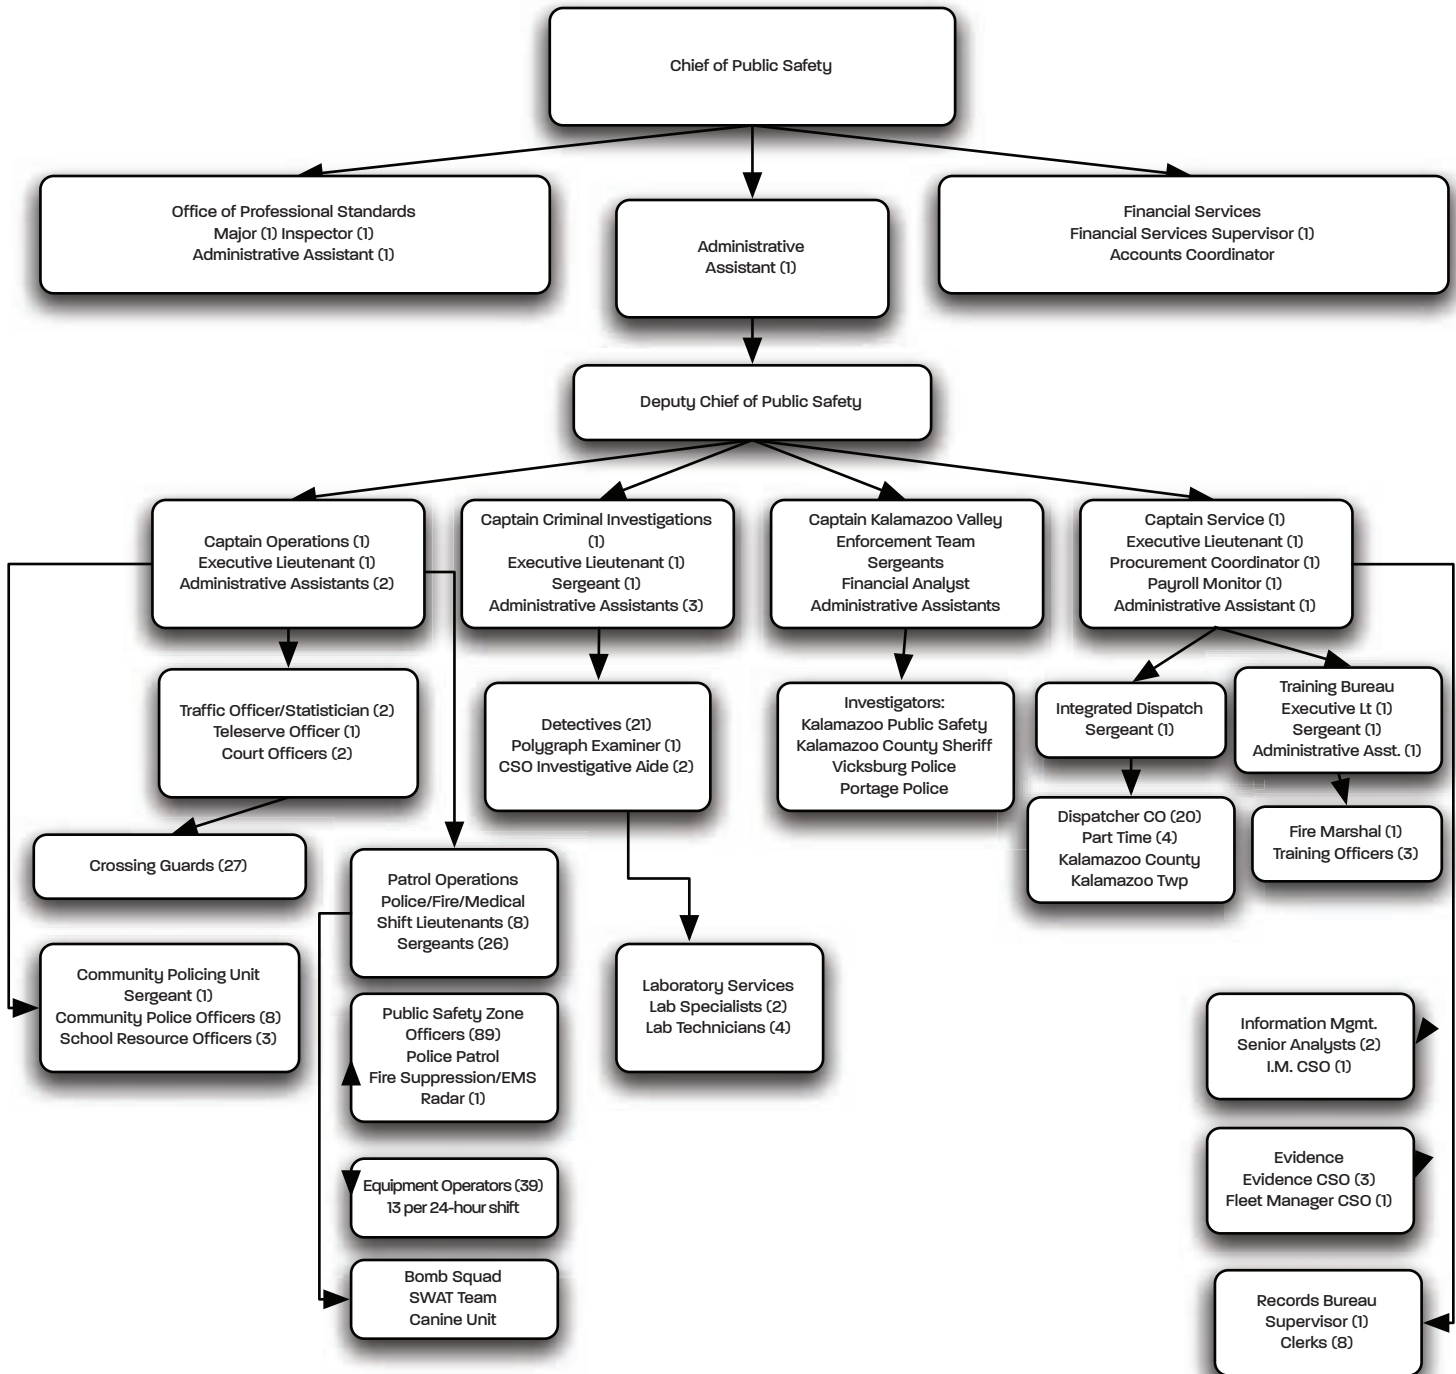 Chief of Public Safety
Office of Professional Standards
Major (1) Inspector (1)
Administrative Assistant (1)
Administrative
Assistant (1)
Financial Services
Financial Services Supervisor (1)
Accounts Coordinator
Deputy Chief of Public Safety
Captain Operations (1)
Executive Lieutenant (1)
Administrative Assistants (2)
Captain Criminal Investigations
(1)
Executive Lieutenant (1)
Sergeant (1)
Administrative Assistants (3)
Captain Kalamazoo Valley
Enforcement Team
Sergeants
Financial Analyst
Administrative Assistants
Captain Service (1)
Executive Lieutenant (1)
Procurement Coordinator (1)
Payroll Monitor (1)
Administrative Assistant (1)
Traffic Officer/Statistician (2)
Teleserve Officer (1)
Court Officers (2)
Detectives (21)
Polygraph Examiner (1)
CSO Investigative Aide (2)
Investigators:
Kalamazoo Public Safety
Kalamazoo County Sheriff
Vicksburg Police
Portage Police
Integrated Dispatch
Sergeant (1)
Training Bureau
Executive Lt (1)
Sergeant (1)
Administrative Asst. (1)
Dispatcher CO (20)
Part Time (4)
Kalamazoo County
Kalamazoo Twp
Fire Marshal (1)
Training Officers (3)
Crossing Guards (27)
Patrol Operations
Police/Fire/Medical
Shift Lieutenants (8)
Sergeants (26)
Community Policing Unit
Sergeant (1)
Community Police Officers (8)
School Resource Officers (3)
Laboratory Services
Lab Specialists (2)
Lab Technicians (4)
Public Safety Zone
Officers (89)
Police Patrol
Fire Suppression/EMS
Radar (1)
Information Mgmt.
Senior Analysts (2)
I.M. CSO (1)
Equipment Operators (39)
13 per 24-hour shift
Evidence
Evidence CSO (3)
Fleet Manager CSO (1)
Bomb Squad
SWAT Team
Canine Unit
Records Bureau
Supervisor (1)
Clerks (8)